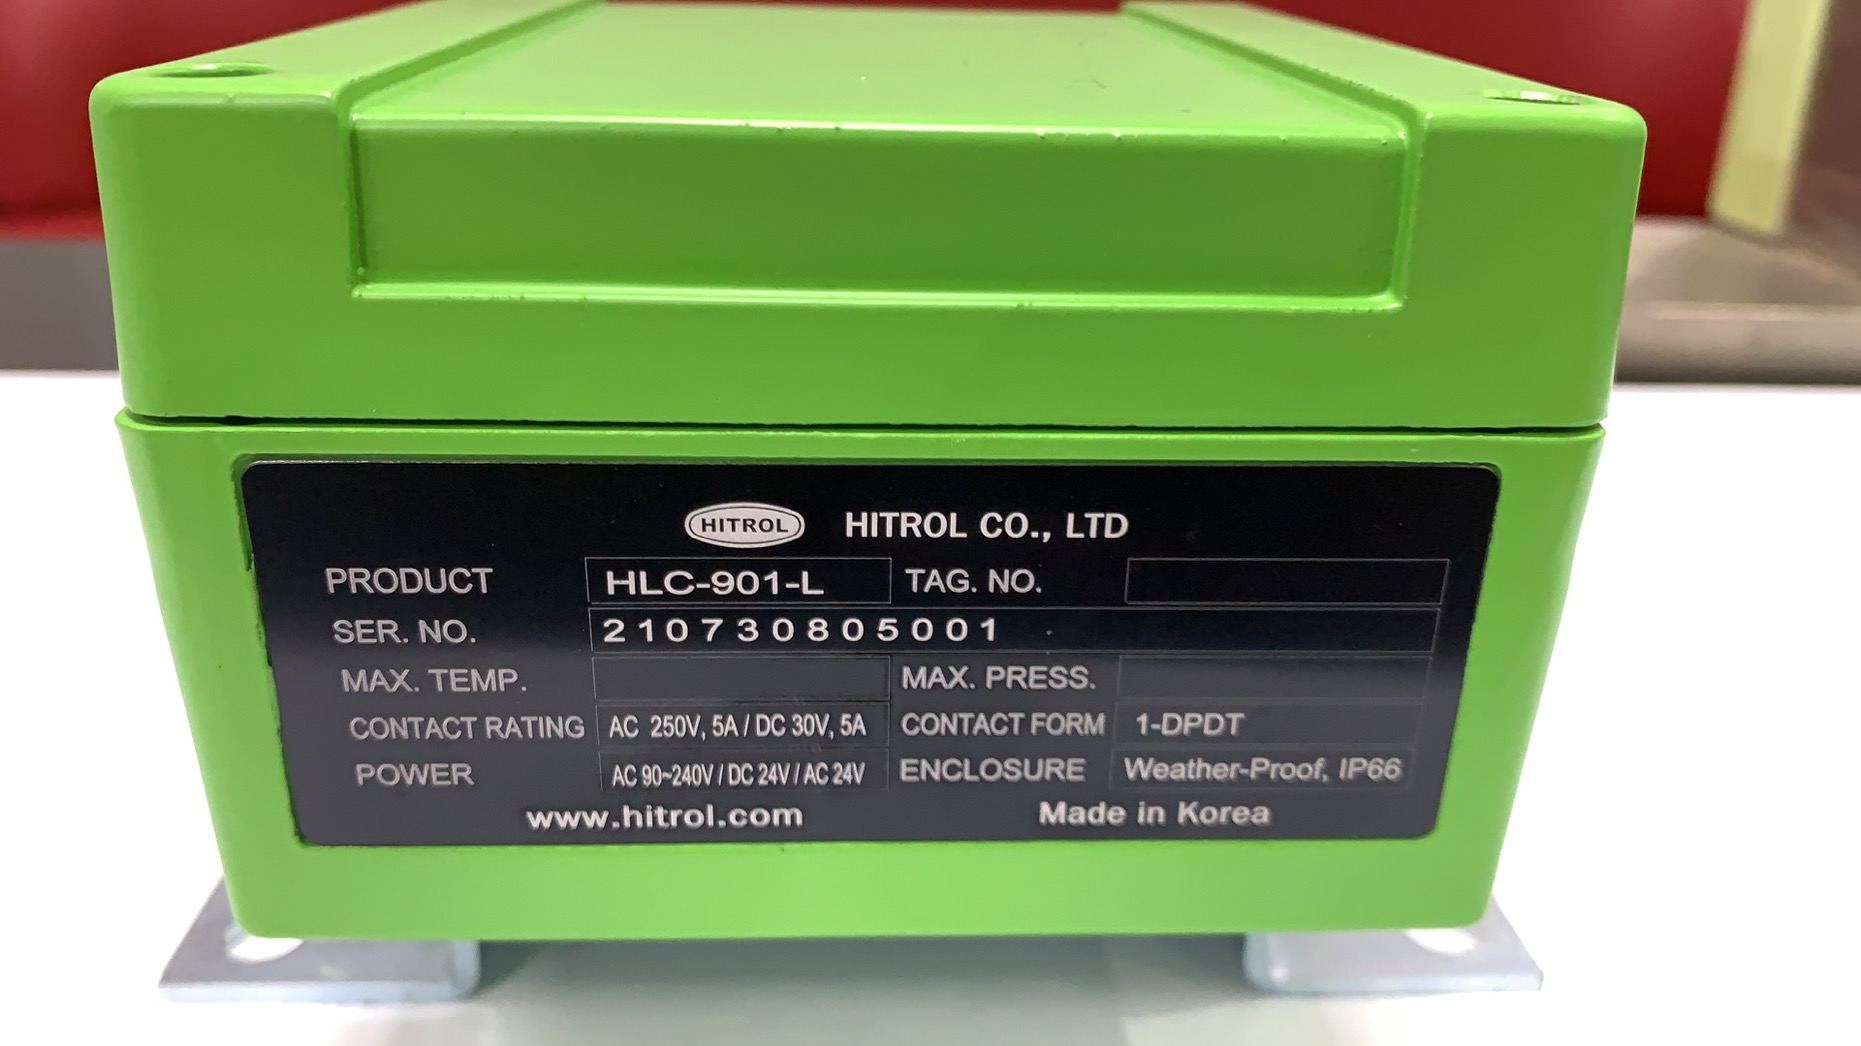 HITROL HITROL CO., LTD
PRODUCT HLC-901-L TAG. NO.
SER. NO. 210730805001
MAX. TEMP. MAX. PRESS.
CONTACT RATING AC 250V, 5A / DC 30V, 5A CONTACT FORM 1-DPDT
POWER AC 90~240V / DC 24V / AC 24V ENCLOSURE Weather-Proof, IP66
www.hitrol.com Made in Korea